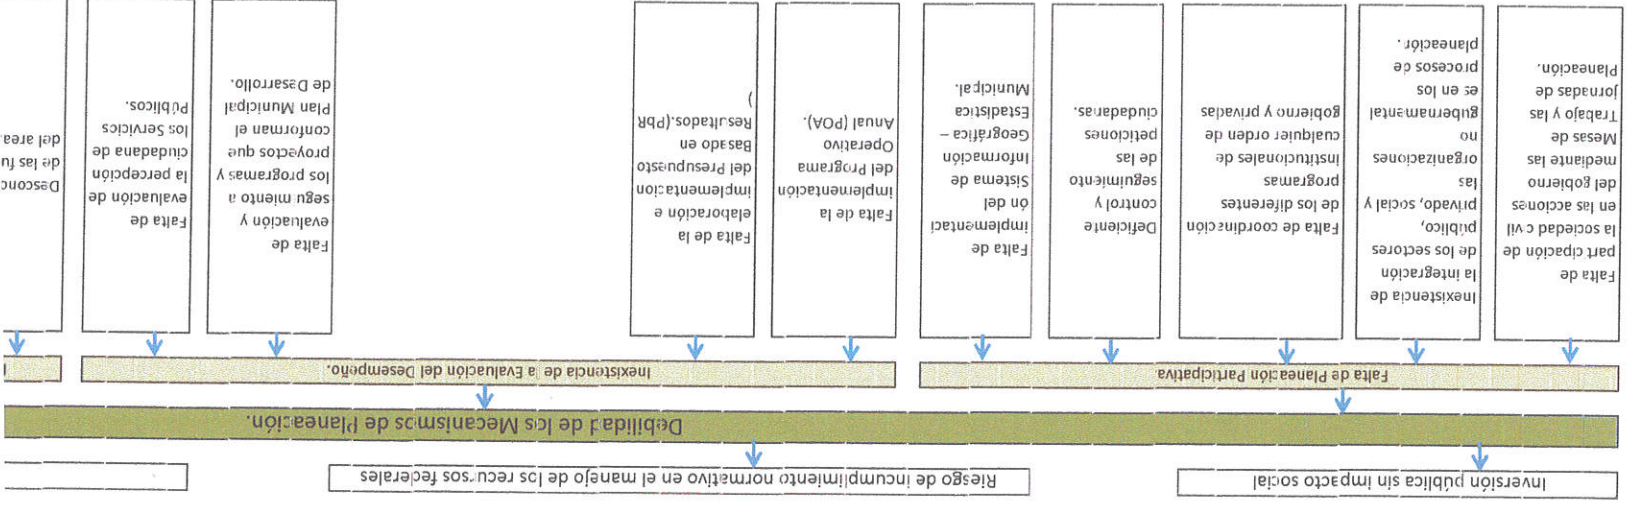 Inversión pública sin impacto social
Riesgo de incumplimiento normativo en el manejo de los recursos federales
Debilidad de los Mecanismos de Planeación.
Falta de Planeación Participativa
Inexistencia de la Evaluación del Desempeño.
Falta de
participación de
la sociedad civil
en las acciones
del gobierno
mediante las
Mesas de
Trabajo y las
jornadas de
Planeación.
Inexistencia de
la integración
de los sectores
público,
privado, social y
las
organizaciones
no
gubernamental
es en los
procesos de
planeación.
Falta de coordinación
de los diferentes
programas
institucionales de
cualquier orden de
gobierno y privadas
Deficiente
control y
seguimiento
de las
peticiones
ciudadanas.
Falta de
implementaci
ón del
Sistema de
Información
Geográfica –
Estadística
Municipal.
Falta de la
implementación
del Programa
Operativo
Anual (POA).
Falta de la
elaboración e
implementacion
del Presupuesto
Basado en
Resultados.(PbR
)
Falta de
evaluación y
seguimiento a
los programas y
proyectos que
conforman el
Plan Municipal
de Desarrollo.
Falta de
evaluación de
la percepción
ciudadana de
los Servicios
Públicos.
de las
del area